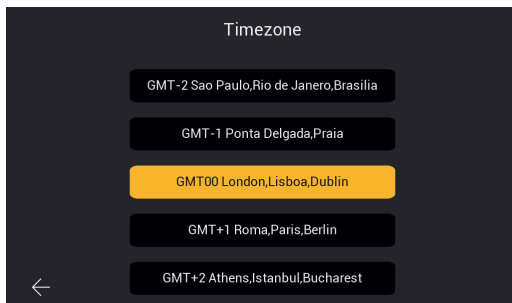 Timezone
GMT-2 Sao Paulo,Rio de Janero,Brasilia
GMT-1 Ponta Delgada,Praia
GMT00 London,Lisboa,Dublin
GMT+1 Roma,Paris,Berlin
GMT+2 Athens,Istanbul,Bucharest